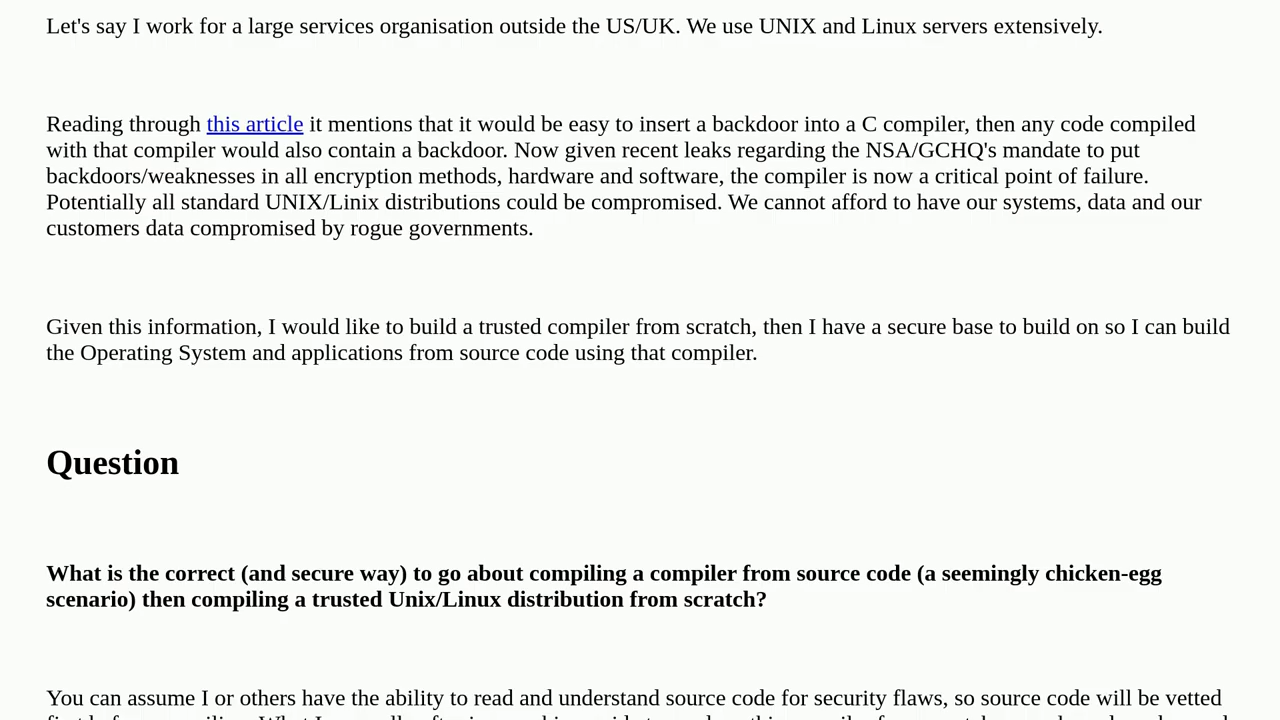 Let's say I work for a large services organisation outside the US/UK. We use UNIX and Linux servers extensively.
Reading through this article it mentions that it would be easy to insert a backdoor into a C compiler, then any code compiled
with that compiler would also contain a backdoor. Now given recent leaks regarding the NSA/GCHQ's mandate to put
backdoors/weaknesses in all encryption methods, hardware and software, the compiler is now a critical point of failure.
Potentially all standard UNIX/Linix distributions could be compromised. We cannot afford to have our systems, data and our
customers data compromised by rogue governments.
Given this information, I would like to build a trusted compiler from scratch, then I have a secure base to build on so I can build
the Operating System and applications from source code using that compiler.
Question
What is the correct (and secure way) to go about compiling a compiler from source code (a seemingly chicken-egg
scenario) then compiling a trusted Unix/Linux distribution from scratch?
You can assume I or others have the ability to read and understand source code for security flaws, so source code will be vetted